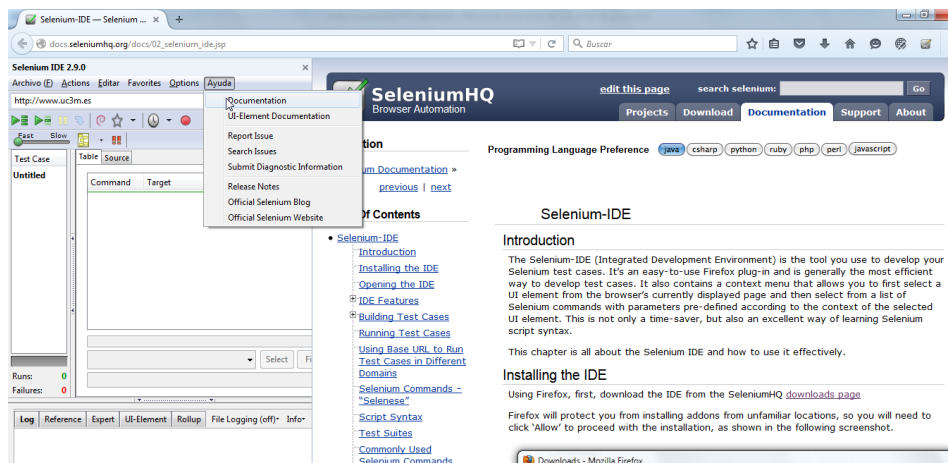 Selenium-IDE — Selenium ...
docs.seleniumhq.org/docs/02_selenium_ide.jsp
Buscar
Selenium IDE 2.9.0
Archivo (F) Actions Editar Favorites Options Ayuda
http://www.uc3m.es
Fast Slow
Test Case
Untitled
Table Source
Command Target
Runs: 0
Failures: 0
Select Fi
Log Reference Expert UI-Element Rollup File Logging (off) Info
Documentation
UI-Element Documentation
Report Issue
Search Issues
Submit Diagnostic Information
Release Notes
Official Selenium Blog
Official Selenium Website
SeleniumHQ
Browser Automation
edit this page search selenium: Go
Projects Download Documentation Support About
tion
um Documentation »
previous | next
Of Contents
Selenium-IDE
Introduction
Installing the IDE
Opening the IDE
IDE Features
Building Test Cases
Running Test Cases
Using Base URL to Run
Test Cases in Different
Domains
Selenium Commands –
“Selenese”
Script Syntax
Test Suites
Commonly Used
Selenium Commands
Programming Language Preference java csharp python ruby php perl javascript
Selenium-IDE
Introduction
The Selenium-IDE (Integrated Development Environment) is the tool you use to develop your
Selenium test cases. It’s an easy-to-use Firefox plug-in and is generally the most efficient
way to develop test cases. It also contains a context menu that allows you to first select a
UI element from the browser’s currently displayed page and then select from a list of
Selenium commands with parameters pre-defined according to the context of the selected
UI element. This is not only a time-saver, but also an excellent way of learning Selenium
script syntax.
This chapter is all about the Selenium IDE and how to use it effectively.
Installing the IDE
Using Firefox, first, download the IDE from the SeleniumHQ downloads page
Firefox will protect you from installing addons from unfamiliar locations, so you will need to
click ‘Allow’ to proceed with the installation, as shown in the following screenshot.
Downloads - Mozilla Firefox